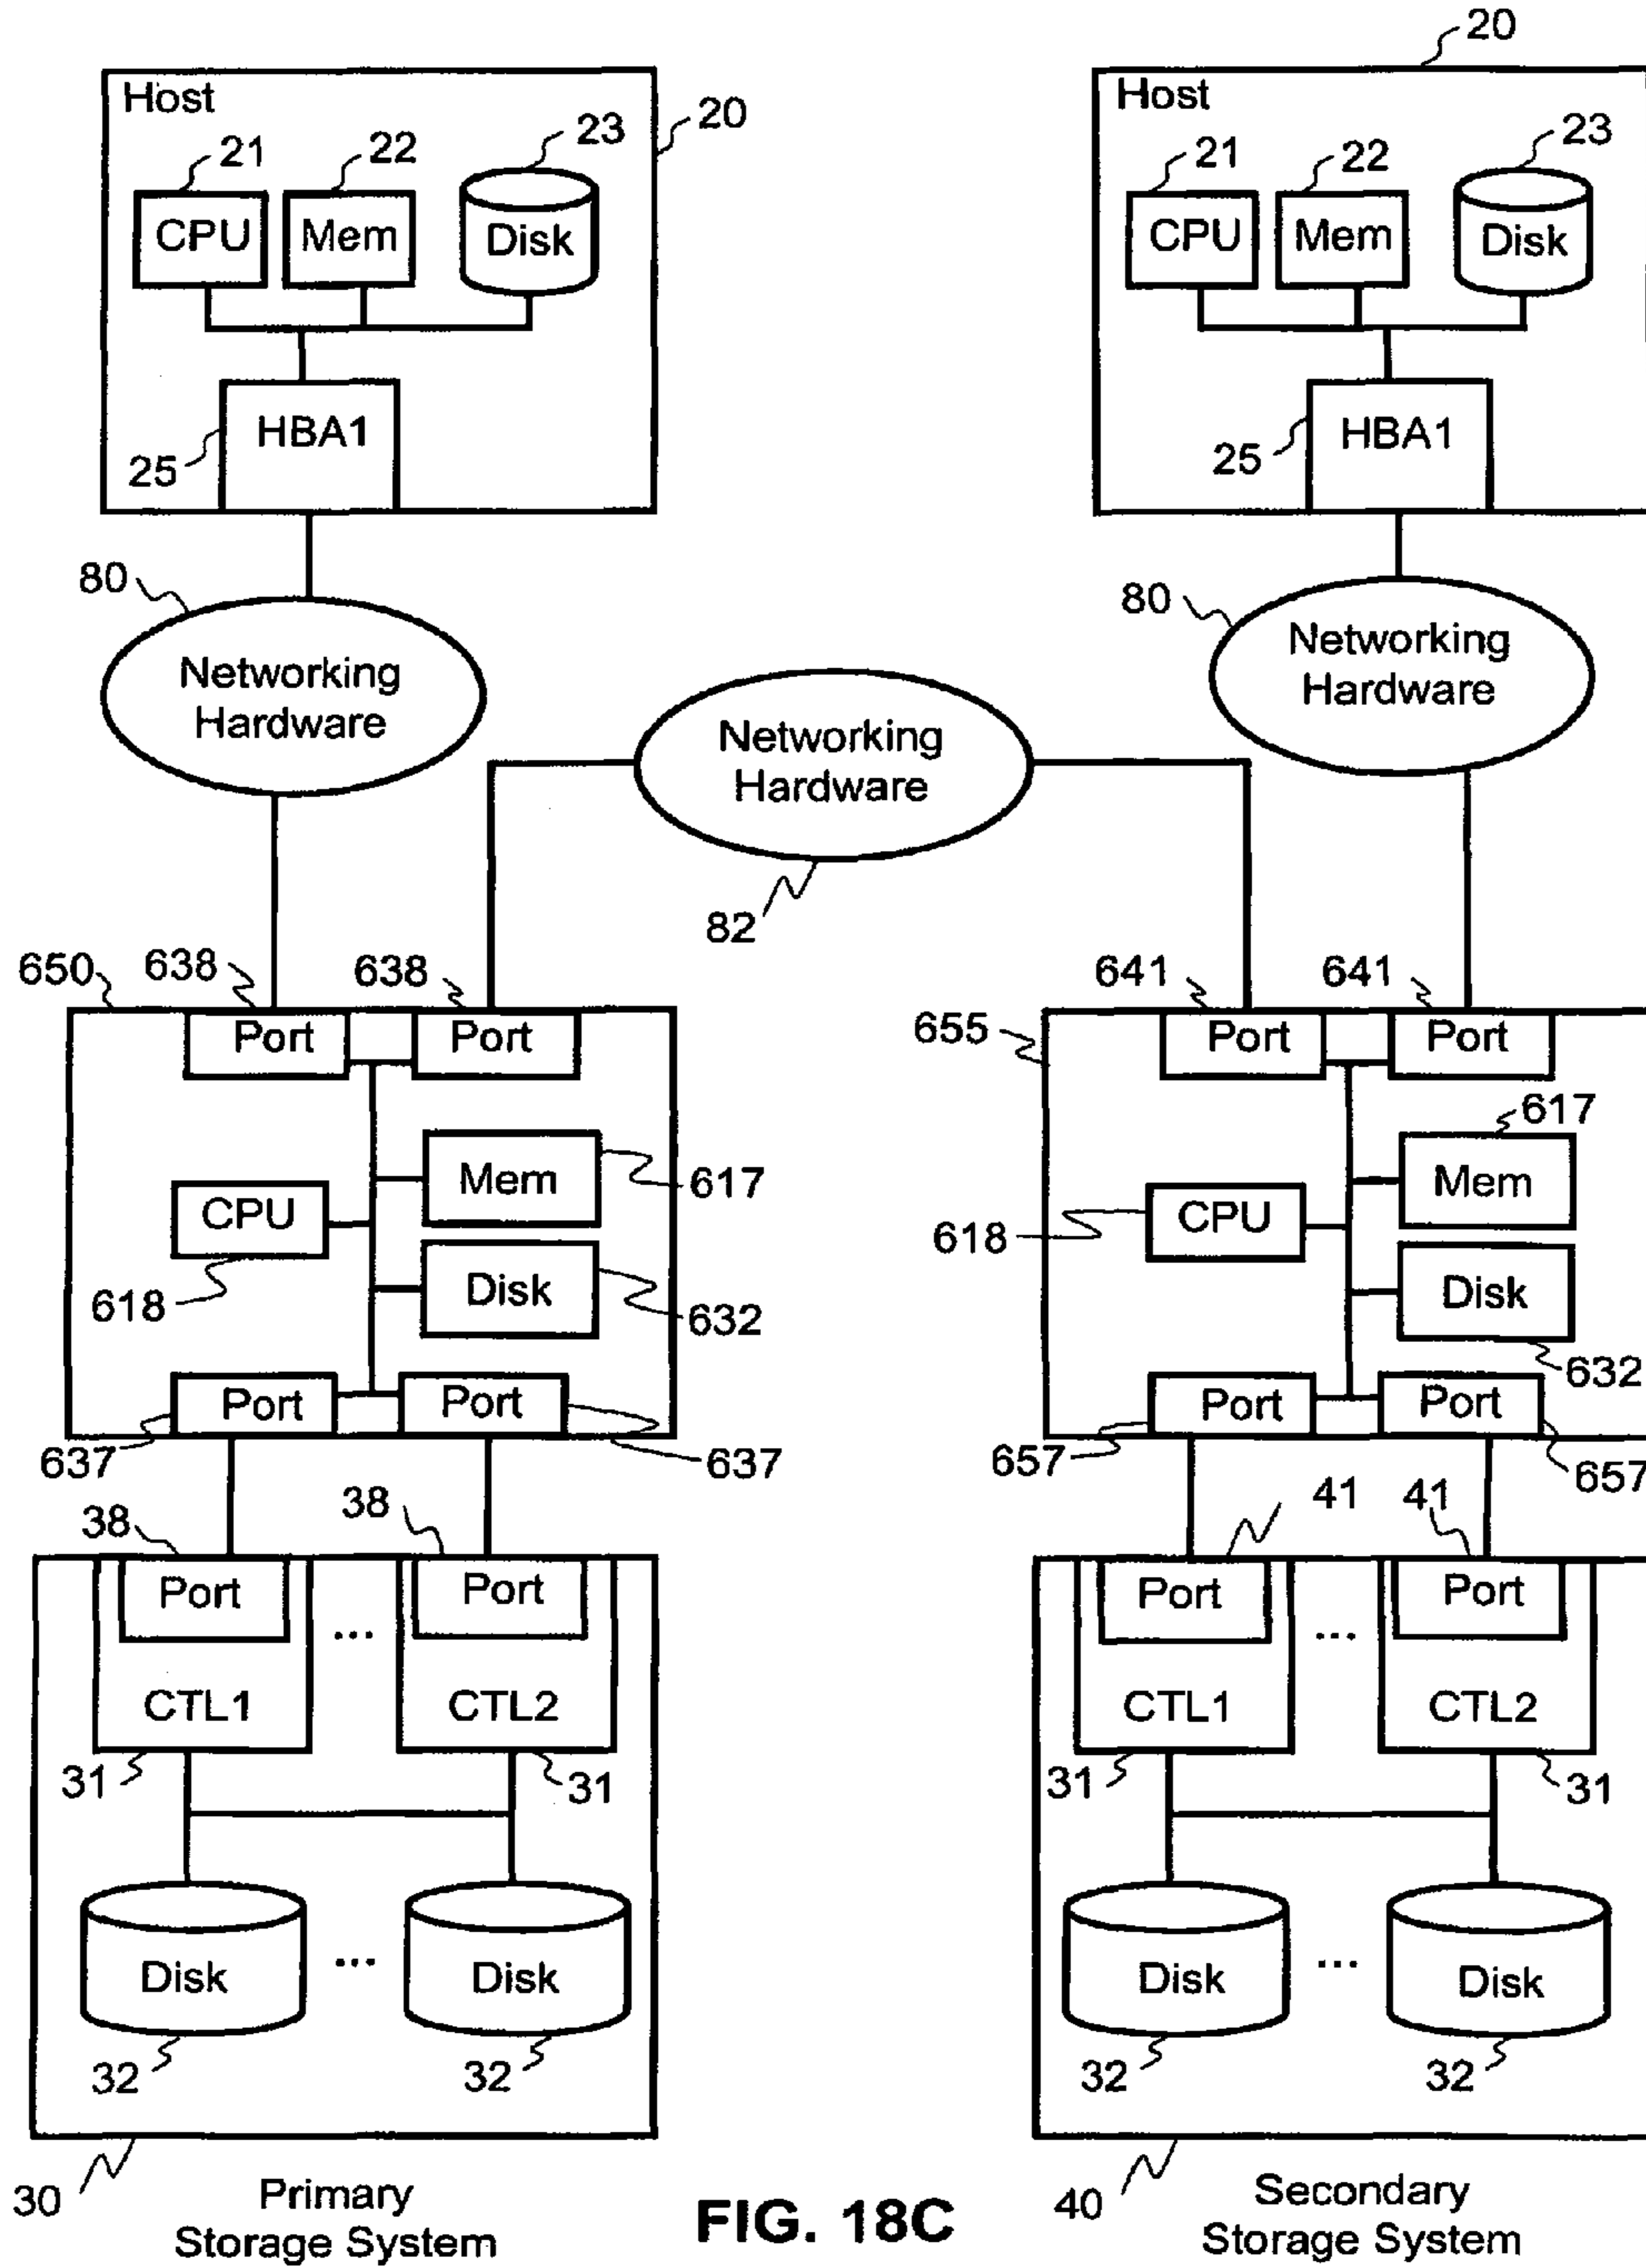 20
Host
20
Host
21
22
23
21
22
23
CPU
Mem
Disk
CPU
Mem
Disk
HBA1
HBA1
25
25
80
80
Networking
Hardware
Networking
Hardware
Networking
Hardware
82
650
638
638
641
641
655
Port
Port
Port
Port
617
Mem
617
Mem
CPU
CPU
618
618
Disk
632
Disk
632
Port
Port
Port
Port
637
637
657
657
38
38
41
41
Port
Port
Port
Port
...
...
CTL1
CTL2
CTL1
CTL2
31
31
31
31
Disk
...
Disk
Disk
...
Disk
32
32
32
32
30
Primary
Storage System
FIG. 18C
40
Secondary
Storage System